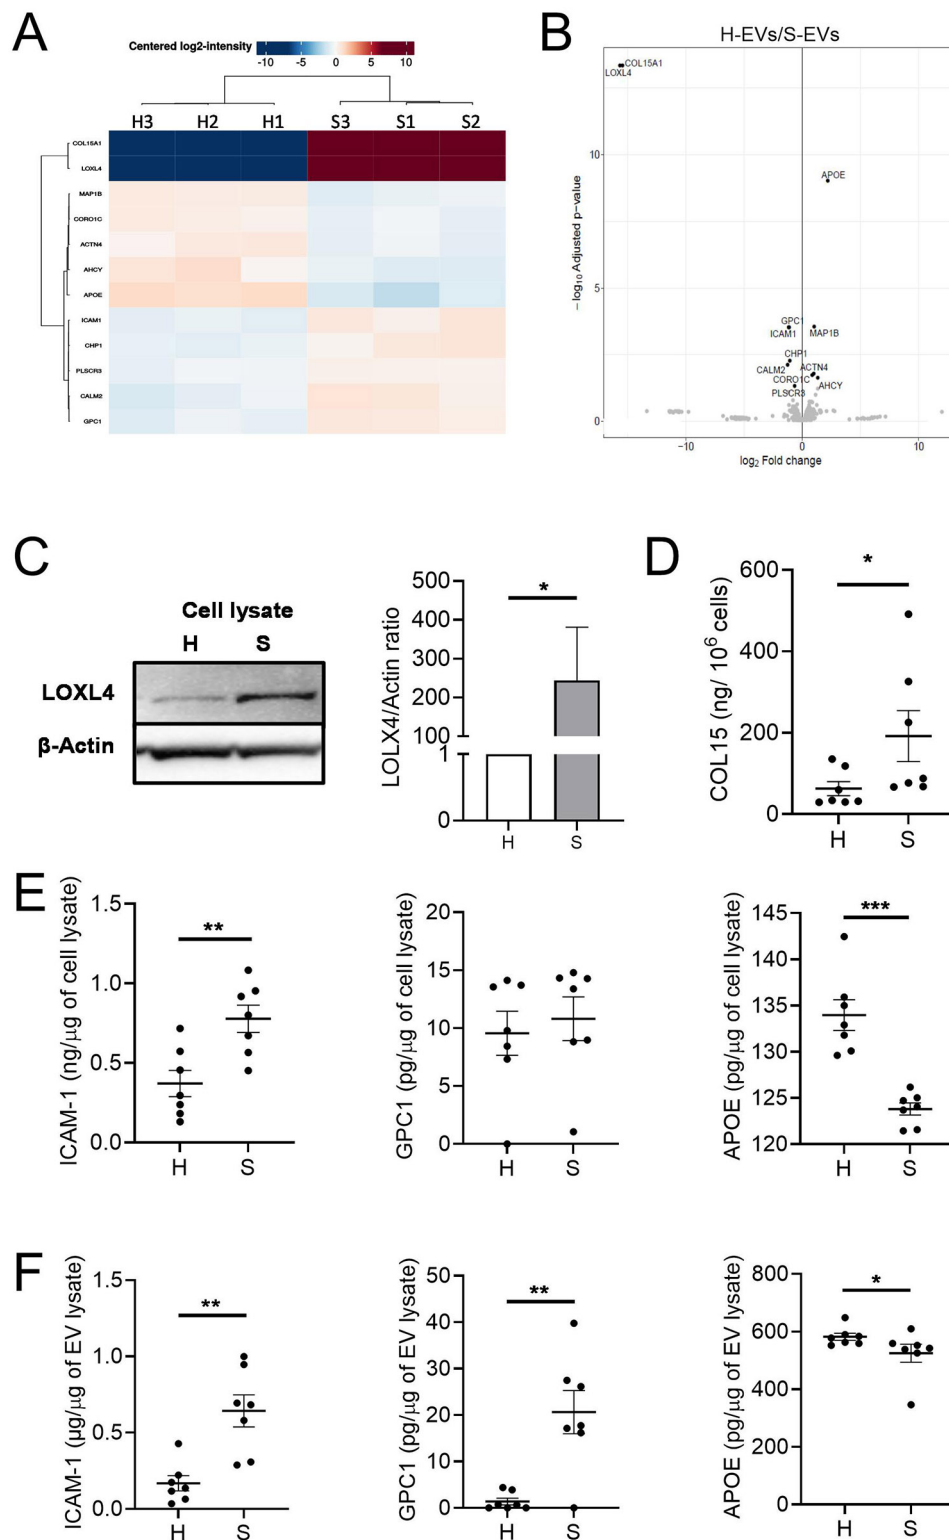 A
Centered log2-intensity
-10 -5 0 5 10
H3 H2 H1 S3 S1 S2
COL15A1
LOXL4
MAP1B
CORO1C
ACTN4
AHCY
APOE
ICAM1
CHP1
PLSCR3
CALM2
GPC1
B
H-EVs/S-EVs
COL15A1
LOXL4
APOE
GPC1
ICAM1
MAP1B
CHP1
CALM2
ACTN4
CORO1C
AHCY
PLSCR3
10
5
0
−10 0 10
−log10 Adjusted p-value
log2 Fold change
C
Cell lysate
H S
LOXL4
β-Actin
LOLX4/Actin ratio
500
400
300
200
100
1
0
*
H S
D
COL15 (ng/ 10^6 cells)
600
400
200
0
*
H S
E
ICAM-1 (ng/µg of cell lysate)
1.5
1.0
0.5
0.0
**
H S
GPC1 (pg/µg of cell lysate)
20
15
10
5
0
H S
APOE (pg/µg of cell lysate)
145
140
135
130
125
120
***
H S
F
ICAM-1 (µg/µg of EV lysate)
1.5
1.0
0.5
0.0
**
H S
GPC1 (pg/µg of EV lysate)
50
40
30
20
10
0
**
H S
APOE (pg/µg of EV lysate)
800
600
400
200
0
*
H S